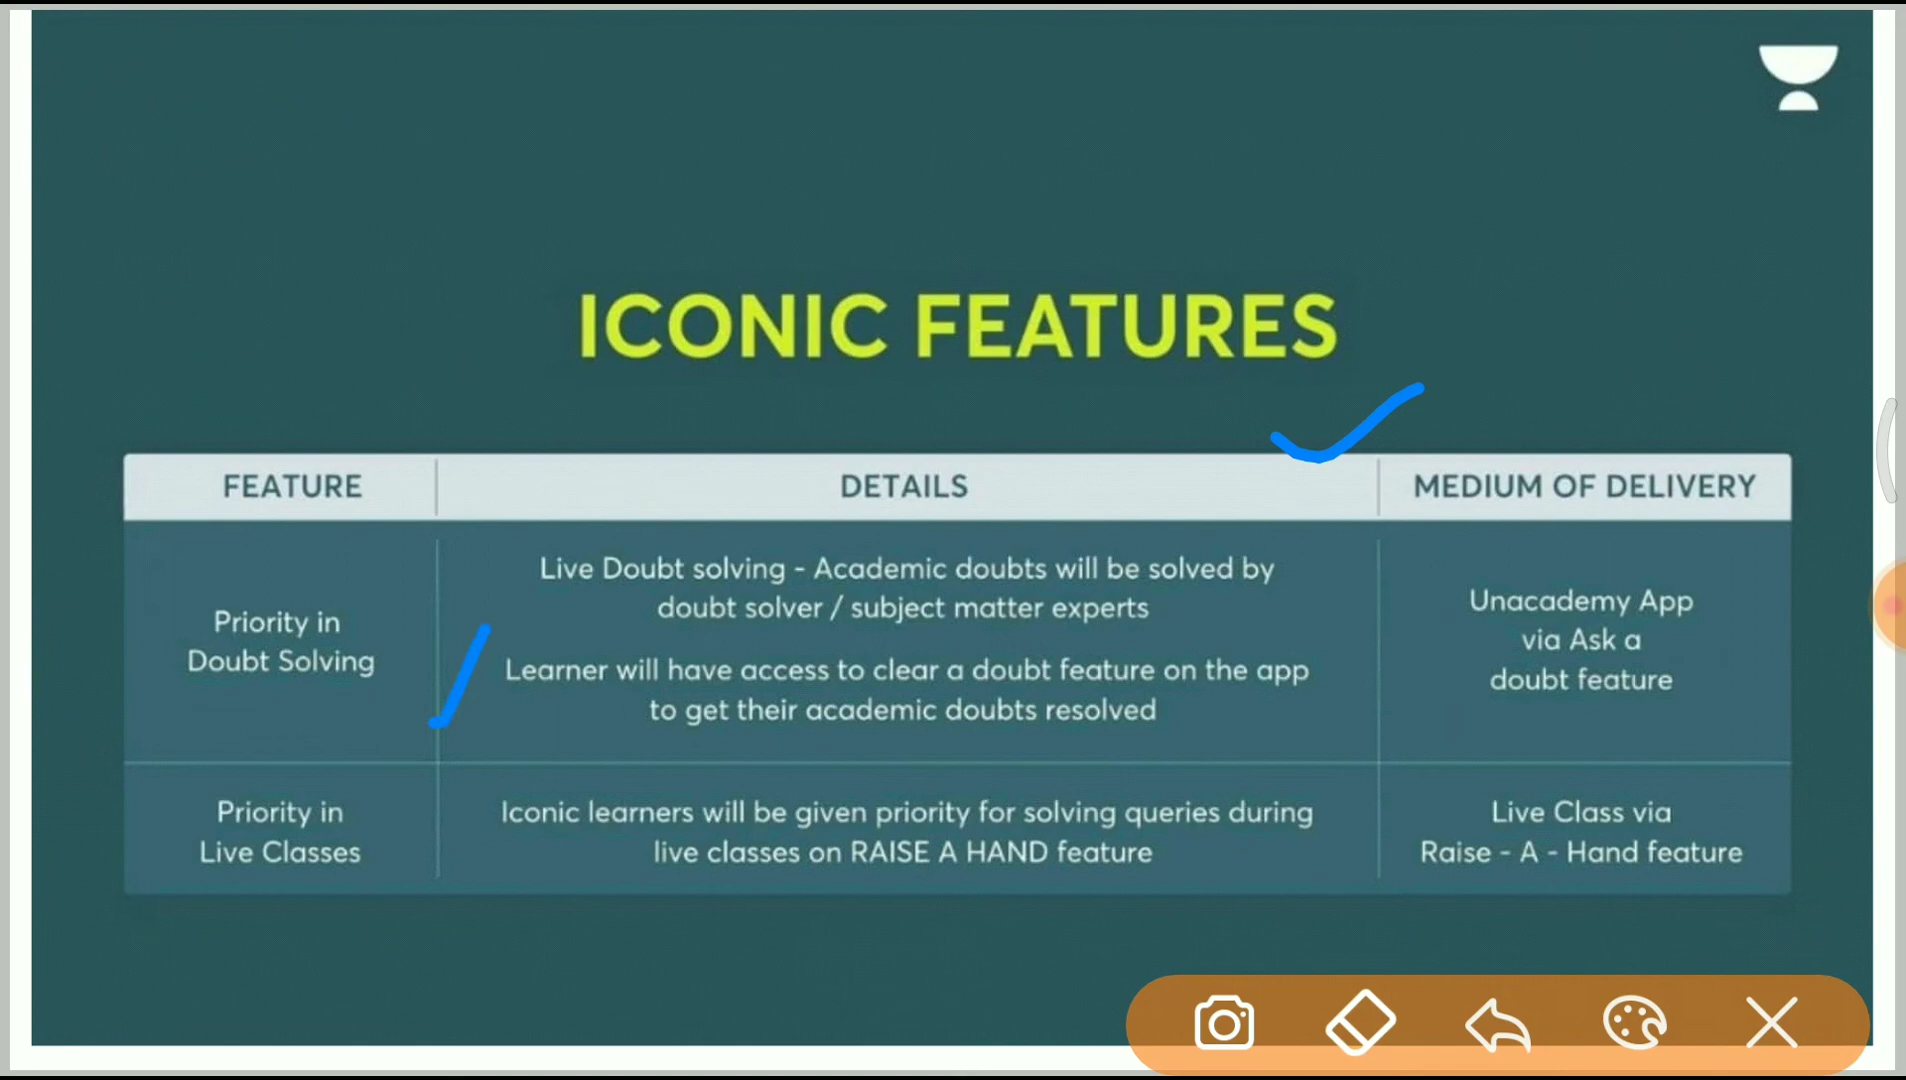 ICONIC FEATURES
FEATURE
DETAILS
MEDIUM OF DELIVERY
Priority in
Doubt Solving
Live Doubt solving - Academic doubts will be solved by
doubt solver / subject matter experts
Learner will have access to clear a doubt feature on the app
to get their academic doubts resolved
Unacademy App
via Ask a
doubt feature
Priority in
Live Classes
Iconic learners will be given priority for solving queries during
live classes on RAISE A HAND feature
Live Class via
Raise - A - Hand feature